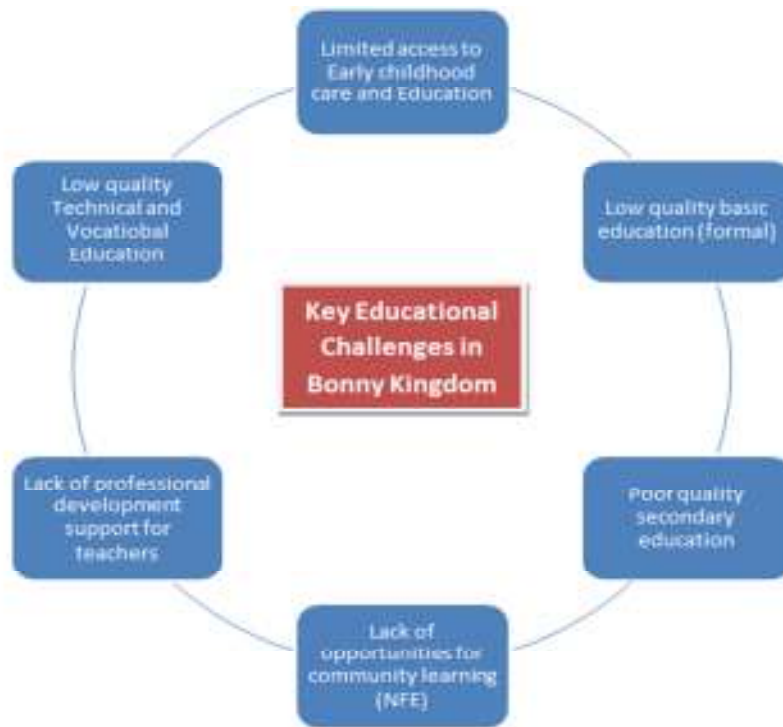 Limited access to
Early childhood
care and Education
Low quality basic
education (formal)
Poor quality
secondary
education
Lack of
opportunities for
community learning
(NFE)
Lack of professional
development
support for
teachers
Low quality
Technical and
Vocatiobal
Education
Key Educational
Challenges in
Bonny Kingdom